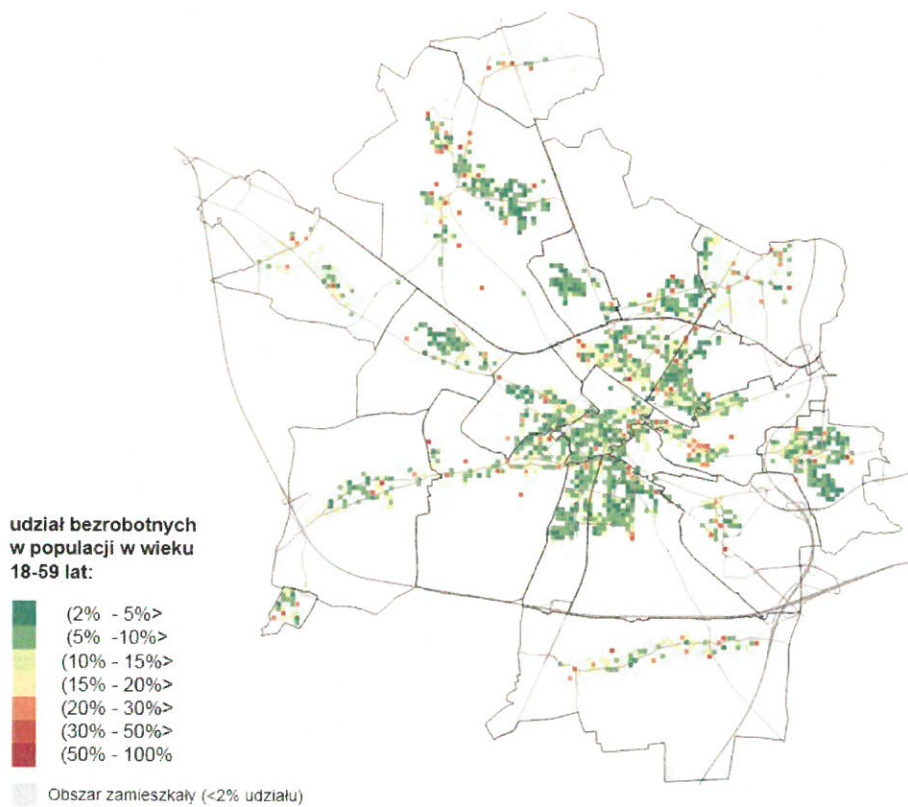 udział bezrobotnych
w populacji w wieku
18-59 lat:
(2% - 5%>
(5% -10%>
(10% - 15%>
(15% - 20%>
(20% - 30%>
(30% - 50%>
(50% - 100%
Obszar zamieszkały (<2% udziału)